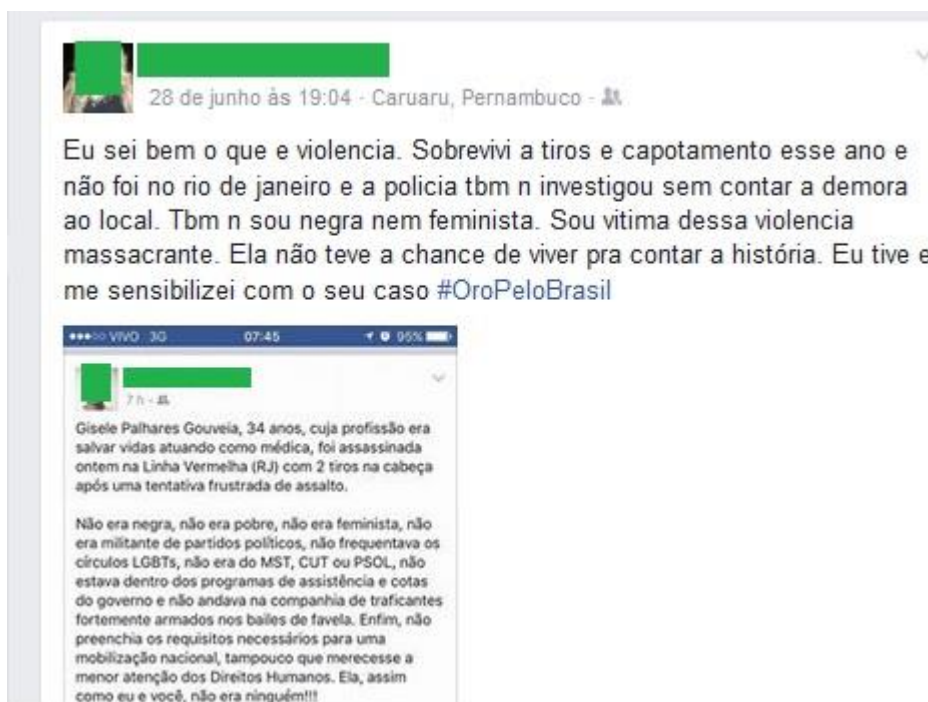 28 de junho às 19:04 · Caruaru, Pernambuco ·
Eu sei bem o que e violencia. Sobrevivi a tiros e capotamento esse ano e
não foi no rio de janeiro e a policia tbm n investigou sem contar a demora
ao local. Tbm n sou negra nem feminista. Sou vitima dessa violencia
massacrante. Ela não teve a chance de viver pra contar a história. Eu tive e
me sensibilizei com o seu caso #OroPeloBrasil
VIVO 3G 07:45 95%
7 h ·
Gisele Palhares Gouveia, 34 anos, cuja profissão era
salvar vidas atuando como médica, foi assassinada
ontem na Linha Vermelha (RJ) com 2 tiros na cabeça
após uma tentativa frustrada de assalto.
Não era negra, não era pobre, não era feminista, não
era militante de partidos políticos, não frequentava os
círculos LGBTs, não era do MST, CUT ou PSOL, não
estava dentro dos programas de assistência e cotas
do governo e não andava na companhia de traficantes
fortemente armados nos bailes de favela. Enfim, não
preenchia os requisitos necessários para uma
mobilização nacional, tampouco que merecesse a
menor atenção dos Direitos Humanos. Ela, assim
como eu e você, não era ninguém!!!